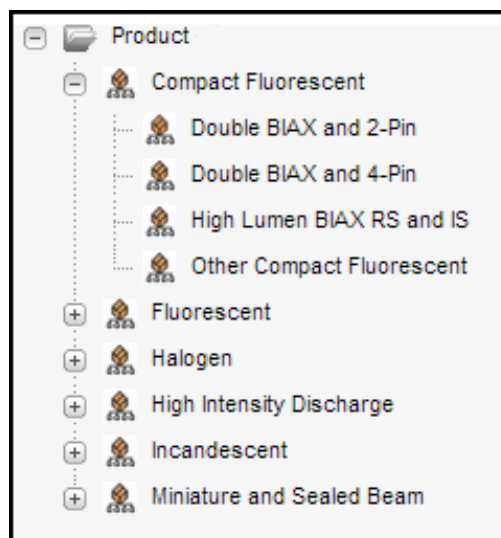 Product
Compact Fluorescent
Double BIAX and 2-Pin
Double BIAX and 4-Pin
High Lumen BIAX RS and IS
Other Compact Fluorescent
Fluorescent
Halogen
High Intensity Discharge
Incandescent
Miniature and Sealed Beam